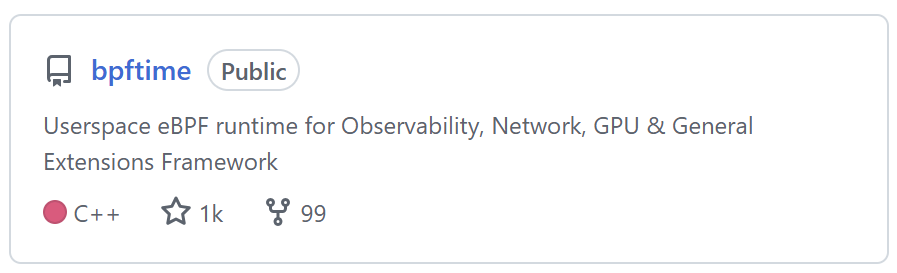 bpftime Public
Userspace eBPF runtime for Observability, Network, GPU & General
Extensions Framework
C++ 1k 99